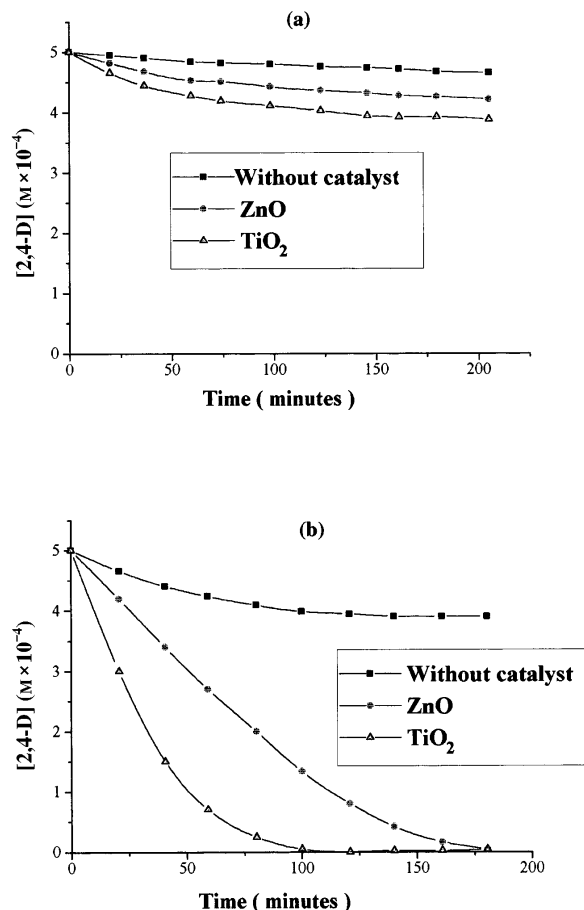 (a)
5
4
3
2
1
0
[2,4-D] (M × 10⁻⁴)
Without catalyst
ZnO
TiO₂
0 50 100 150 200
Time ( minutes )
(b)
5
4
3
2
1
0
[2,4-D] (M × 10⁻⁴)
Without catalyst
ZnO
TiO₂
0 50 100 150 200
Time ( minutes )